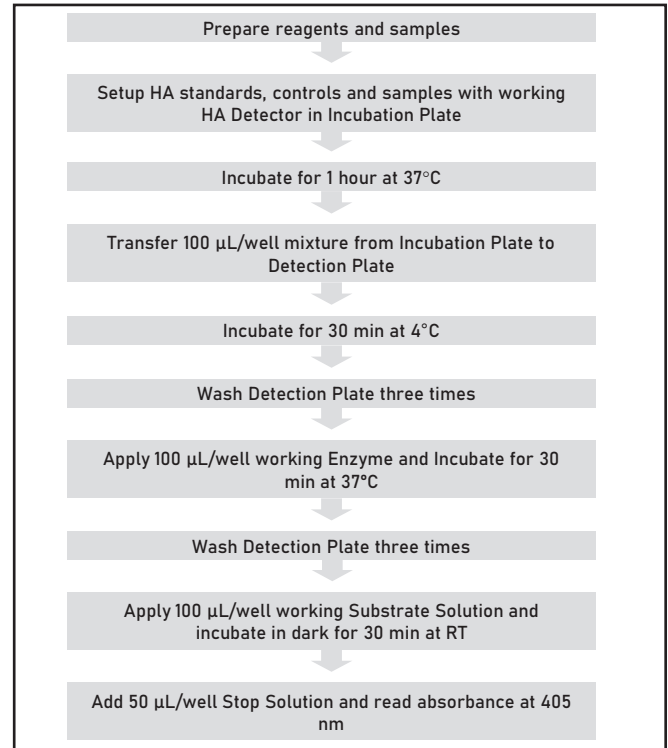 Prepare reagents and samples
Setup HA standards, controls and samples with working
HA Detector in Incubation Plate
Incubate for 1 hour at 37°C
Transfer 100 µL/well mixture from Incubation Plate to
Detection Plate
Incubate for 30 min at 4°C
Wash Detection Plate three times
Apply 100 µL/well working Enzyme and Incubate for 30
min at 37°C
Wash Detection Plate three times
Apply 100 µL/well working Substrate Solution and
incubate in dark for 30 min at RT
Add 50 µL/well Stop Solution and read absorbance at 405
nm